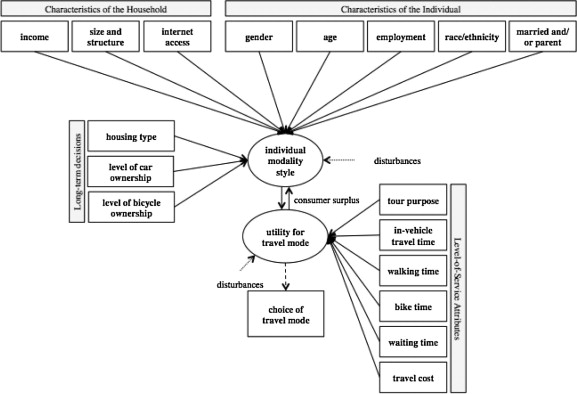 Characteristics of the Household
Characteristics of the Individual
income
size and
structure
internet
access
gender
age
employment
race/ethnicity
married and/
or parent
Long-term decisions
housing type
level of car
ownership
level of bicycle
ownership
individual
modality
style
disturbances
consumer surplus
utility for
travel mode
disturbances
choice of
travel mode
tour purpose
in-vehicle
travel time
walking time
bike time
waiting time
travel cost
Level-of-Service Attributes